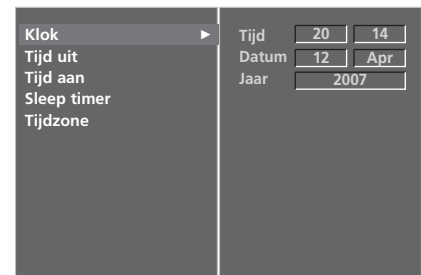 Klok ►
Tijd uit
Tijd aan
Sleep timer
Tijdzone
Tijd 20 14
Datum 12 Apr
Jaar 2007